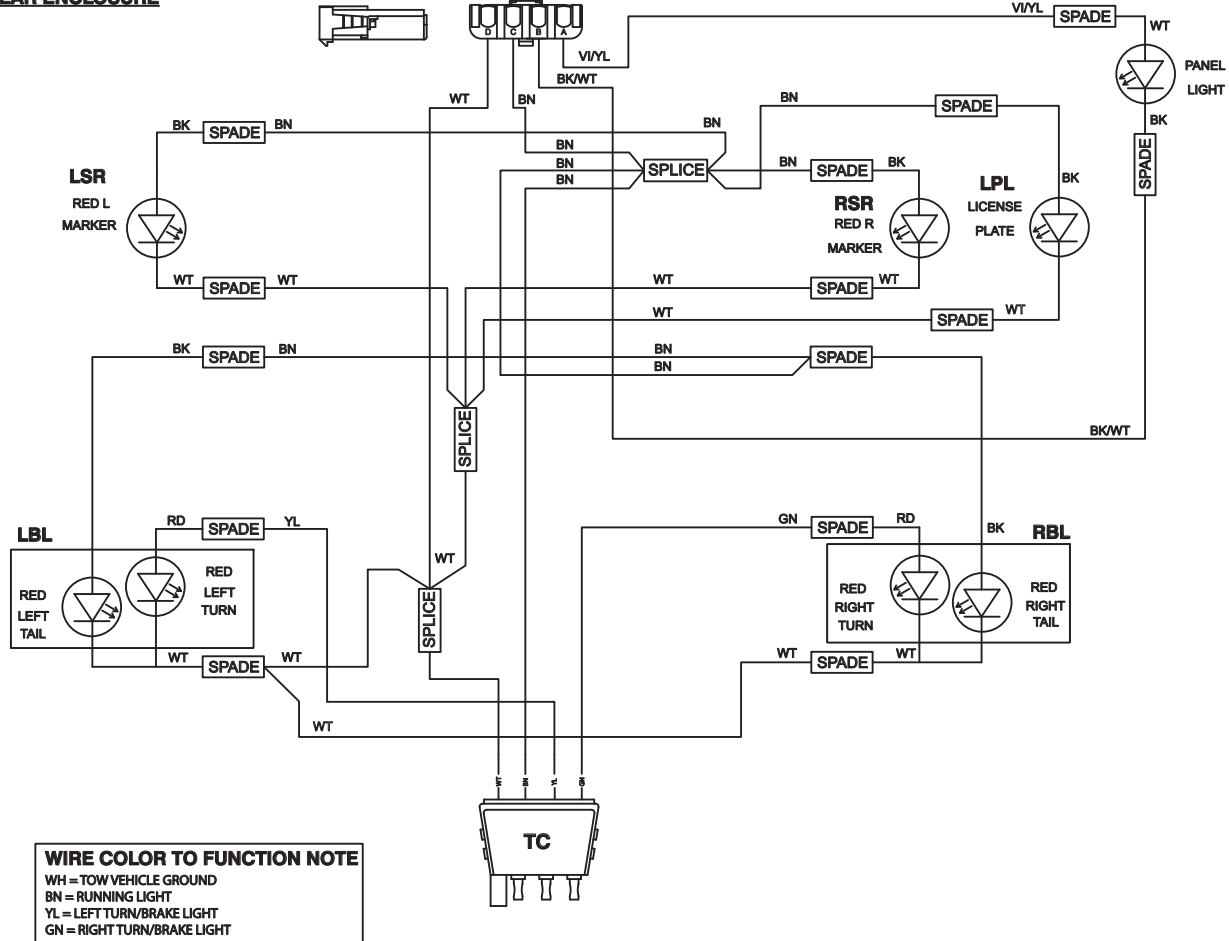 D C B A
VI/YL
SPADE
WT
VI/YL
BK/WT
PANEL
LIGHT
WT
BN
BN
SPADE
BK
BK
SPADE
BN
BN
SPADE
BN
BN
BN
SPLICE
BN
SPADE
BK
LSR
RED L
MARKER
RSR
RED R
MARKER
LPL
LICENSE
PLATE
BK
WT
SPADE
WT
WT
SPADE
WT
WT
SPADE
WT
BK
SPADE
BN
BN
BN
SPADE
SPLICE
BK/WT
LBL
RD
SPADE
YL
GN
SPADE
RD
BK
RBL
RED
LEFT
TAIL
RED
LEFT
TURN
WT
SPLICE
RED
RIGHT
TURN
RED
RIGHT
TAIL
WT
SPADE
WT
WT
SPADE
WT
WT
WT
BN
YL
GN
TC
WIRE COLOR TO FUNCTION NOTE
WH = TOW VEHICLE GROUND
BN = RUNNING LIGHT
YL = LEFT TURN/BRAKE LIGHT
GN = RIGHT TURN/BRAKE LIGHT